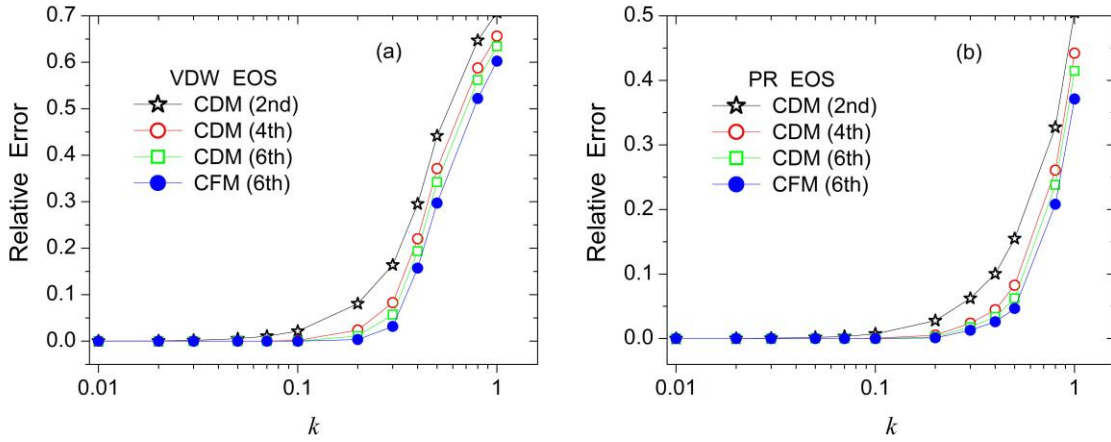 (a)
VDW EOS
CDM (2nd)
CDM (4th)
CDM (6th)
CFM (6th)
Relative Error
0.7
0.6
0.5
0.4
0.3
0.2
0.1
0.0
0.01
0.1
1
k
(b)
PR EOS
CDM (2nd)
CDM (4th)
CDM (6th)
CFM (6th)
Relative Error
0.5
0.4
0.3
0.2
0.1
0.0
0.01
0.1
1
k